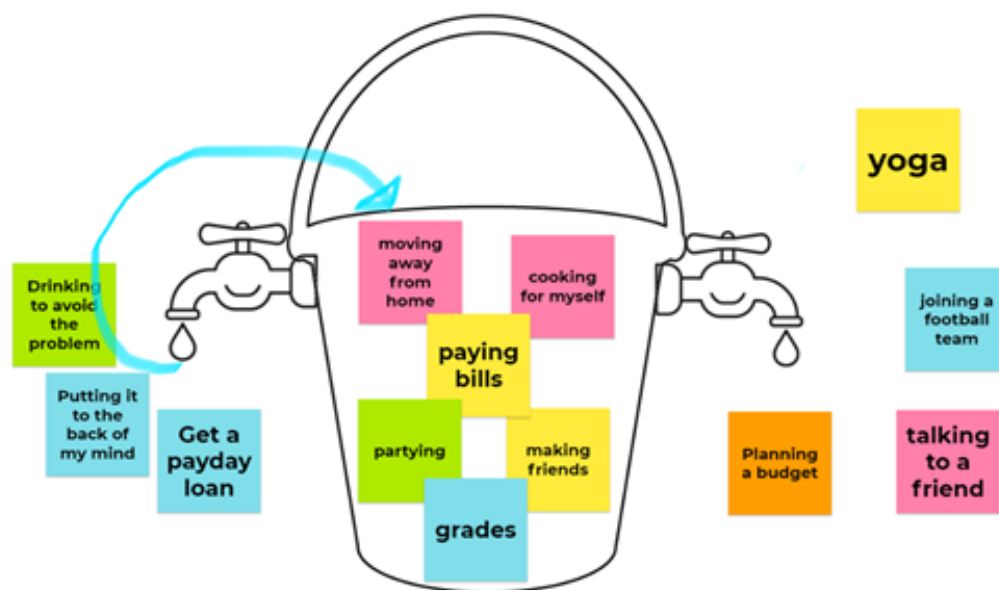 yoga
moving
away
from
home
cooking
for myself
Drinking
to avoid
the
problem
joining a
football
team
paying
bills
Putting it
to the
back of
my mind
Get a
payday
loan
partying
making
friends
Planning
a budget
talking
to a
friend
grades